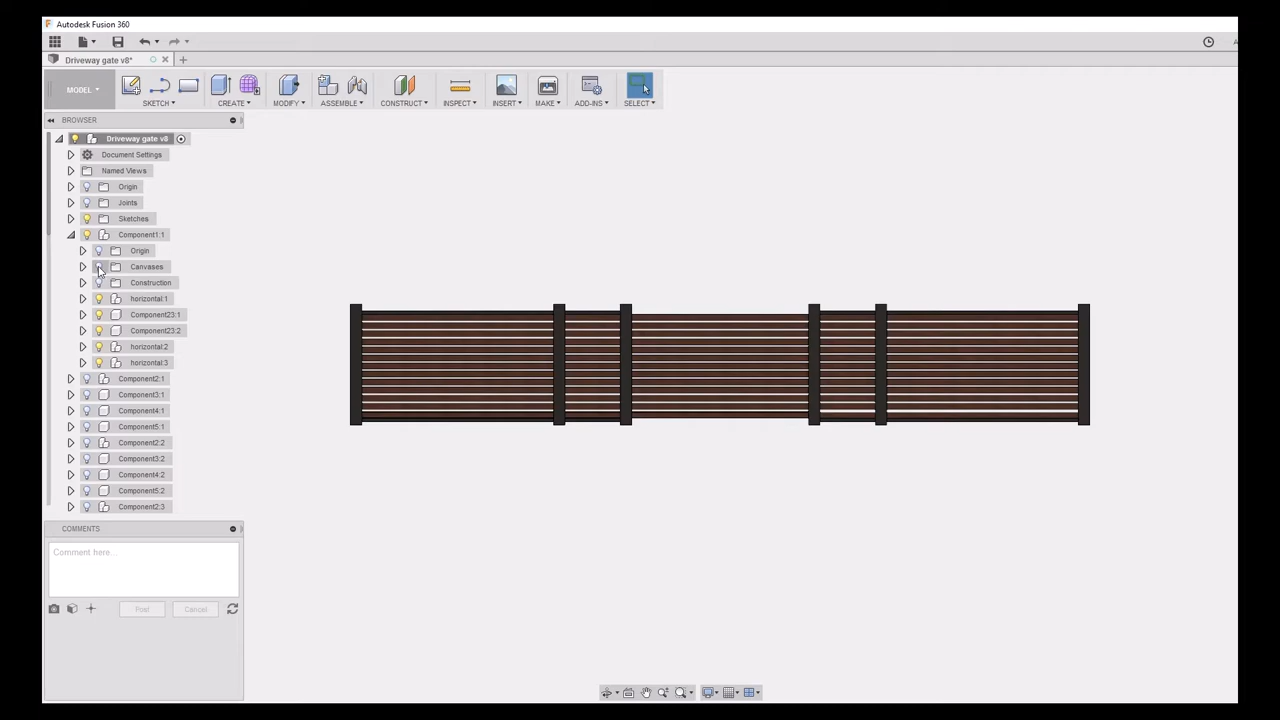 Autodesk Fusion 360
Driveway gate v8*
MODEL
SKETCH
CREATE
MODIFY
ASSEMBLE
CONSTRUCT
INSPECT
INSERT
MAKE
ADD-INS
SELECT
BROWSER
Driveway gate v8
Document Settings
Named Views
Origin
Joints
Sketches
Component1:1
Origin
Canvases
Construction
horizontal:1
Component23:1
Component23:2
horizontal:2
horizontal:3
Component2:1
Component3:1
Component4:1
Component5:1
Component2:2
Component3:2
Component4:2
Component5:2
Component2:3
COMMENTS
Comment here...
Post
Cancel